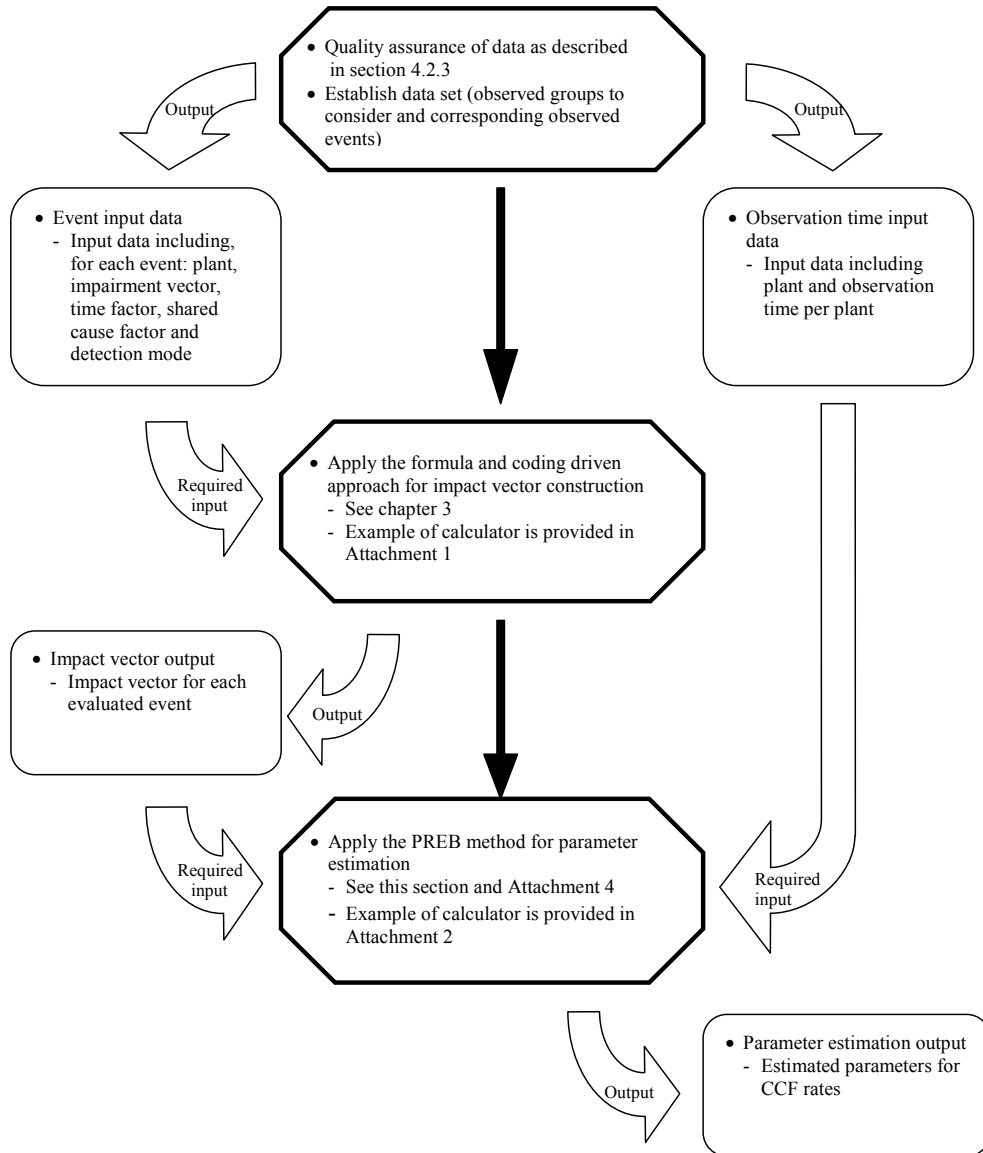 • Quality assurance of data as described
in section 4.2.3
• Establish data set (observed groups to
consider and corresponding observed
events)
Output
Output
• Event input data
- Input data including,
for each event: plant,
impairment vector,
time factor, shared
cause factor and
detection mode
• Observation time input
data
- Input data including
plant and observation
time per plant
Required
input
• Apply the formula and coding driven
approach for impact vector construction
- See chapter 3
- Example of calculator is provided in
Attachment 1
• Impact vector output
- Impact vector for each
evaluated event
Output
Required
input
• Apply the PREB method for parameter
estimation
- See this section and Attachment 4
- Example of calculator is provided in
Attachment 2
Required
input
Output
• Parameter estimation output
- Estimated parameters for
CCF rates